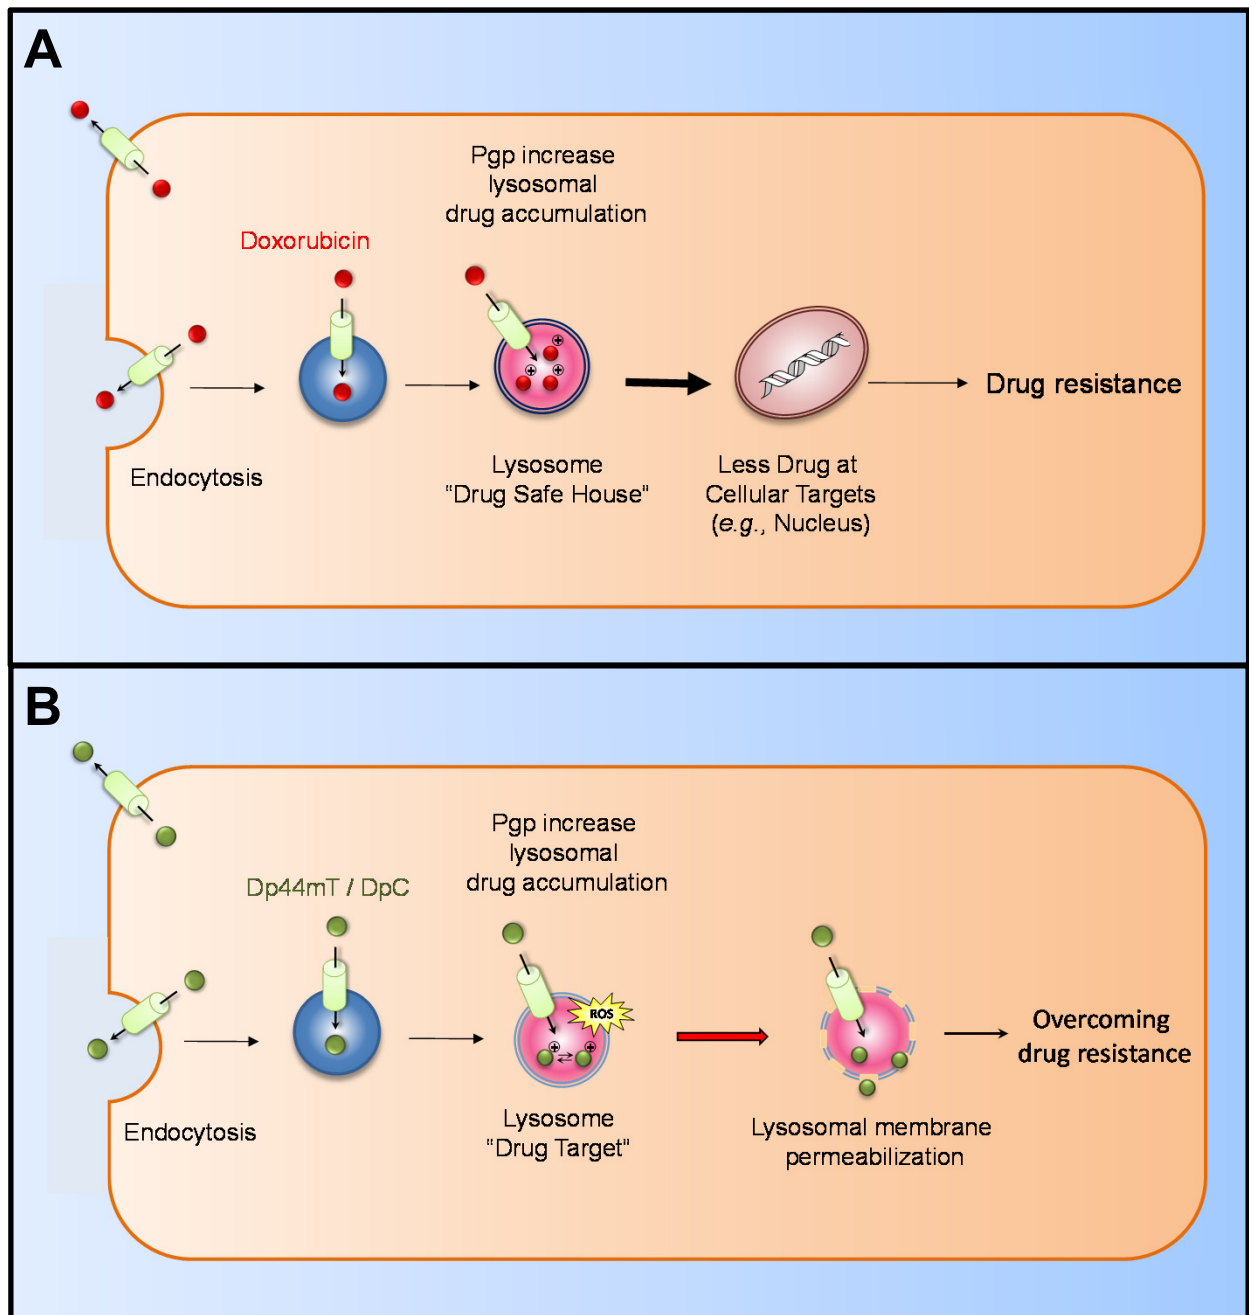 A
Pgp increase
lysosomal
drug accumulation
Doxorubicin
Endocytosis
Lysosome
"Drug Safe House"
Less Drug at
Cellular Targets
(e.g., Nucleus)
Drug resistance
B
Pgp increase
lysosomal
drug accumulation
Dp44mT / DpC
ROS
Endocytosis
Lysosome
"Drug Target"
Lysosomal membrane
permeabilization
Overcoming
drug resistance